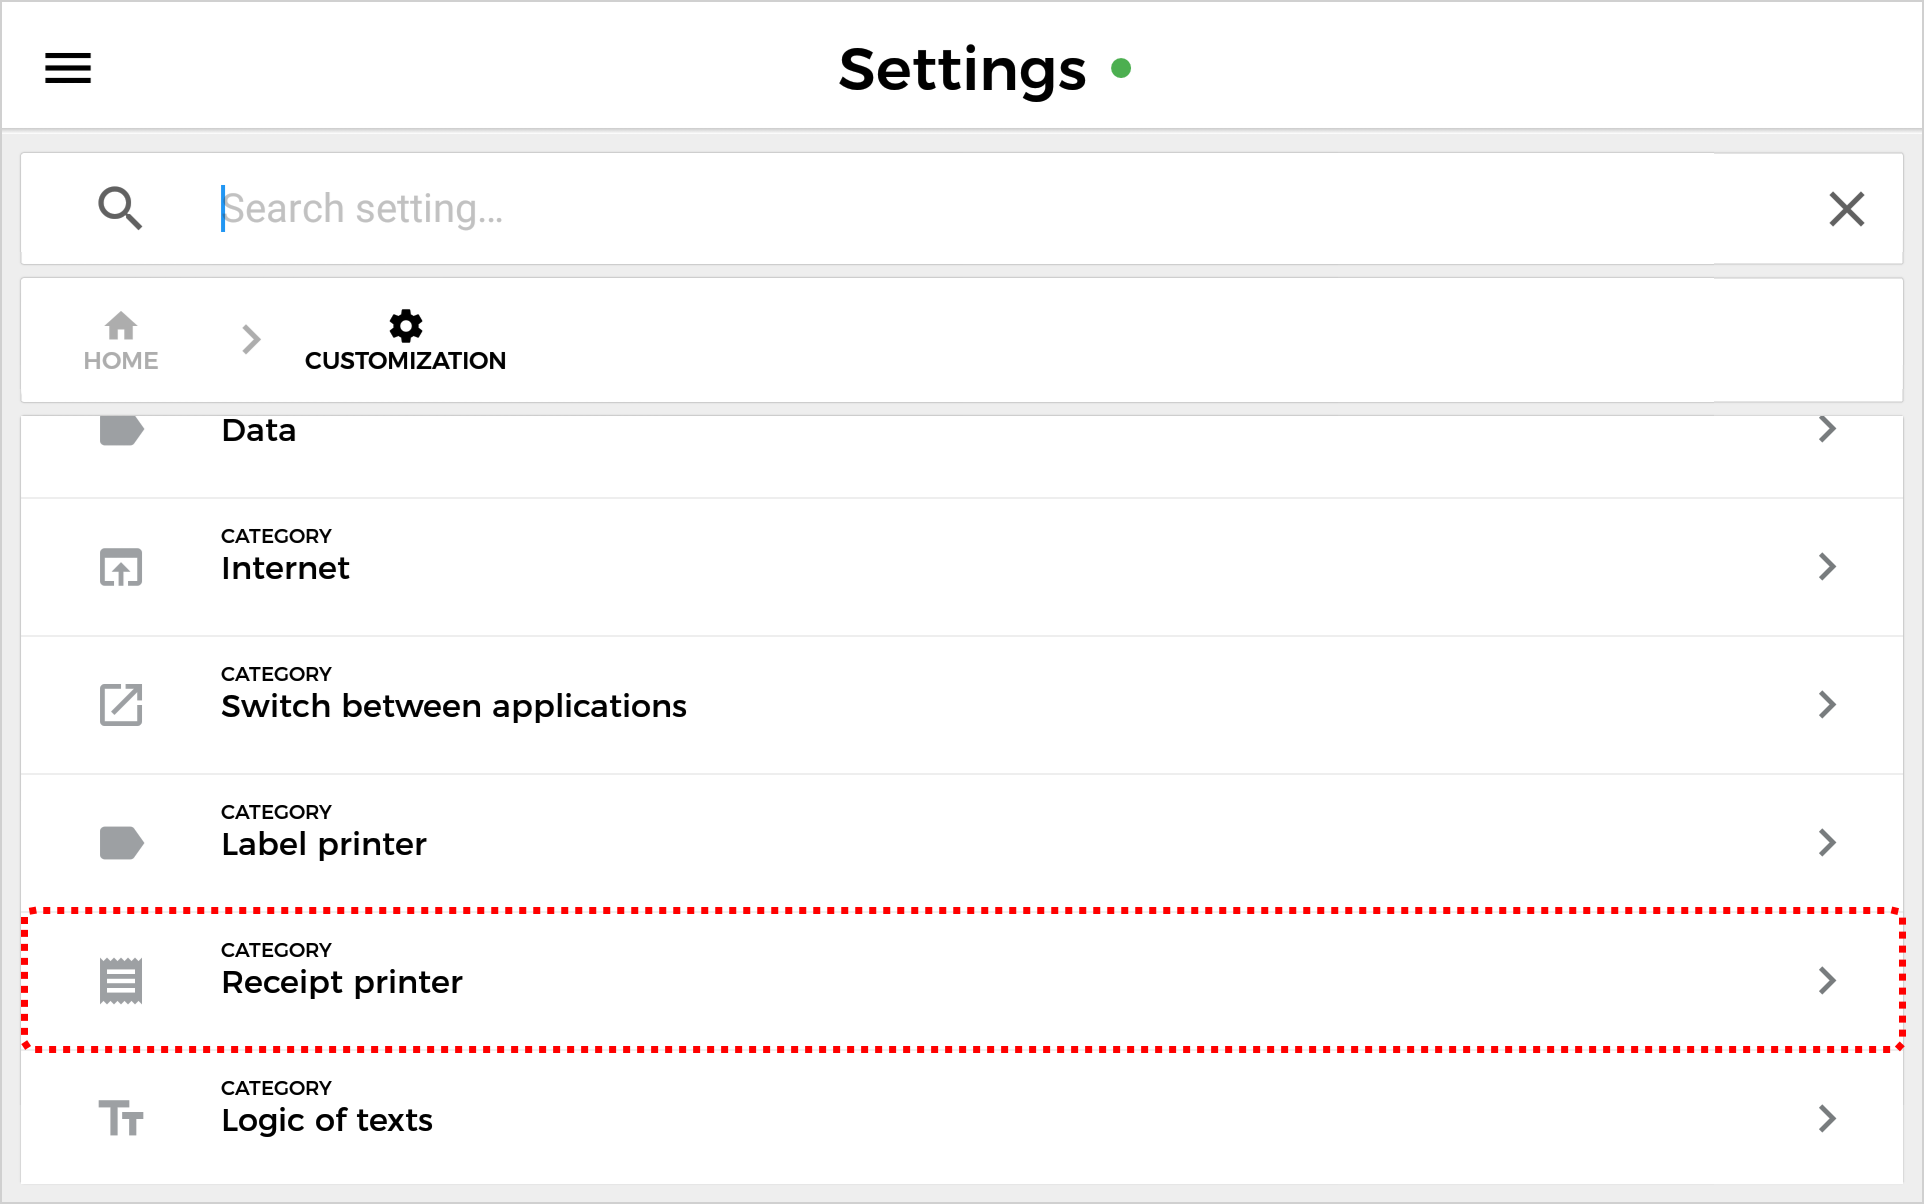 Settings
Search setting...
HOME
CUSTOMIZATION
Data
CATEGORY
Internet
CATEGORY
Switch between applications
CATEGORY
Label printer
CATEGORY
Receipt printer
CATEGORY
Logic of texts